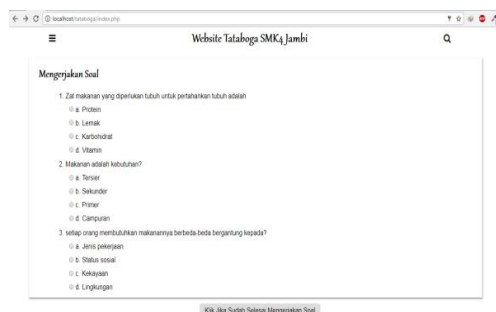 localhost/tataboga/index.php
Website Tataboga SMK4 Jambi
Mengerjakan Soal
1. Zat makanan yang diperlukan tubuh untuk pertahankan tubuh adalah
a. Protein
b. Lemak
c. Karbohidrat
d. Vitamin
2. Makanan adalah kebutuhan?
a. Tersier
b. Sekunder
c. Primer
d. Campuran
3. setiap orang membutuhkan makanannya berbeda-beda bergantung kepada?
a. Jenis pekerjaan
b. Status sosial
c. Kekayaan
d. Lingkungan
Klik Jika Sudah Selesai Mengerjakan Soal